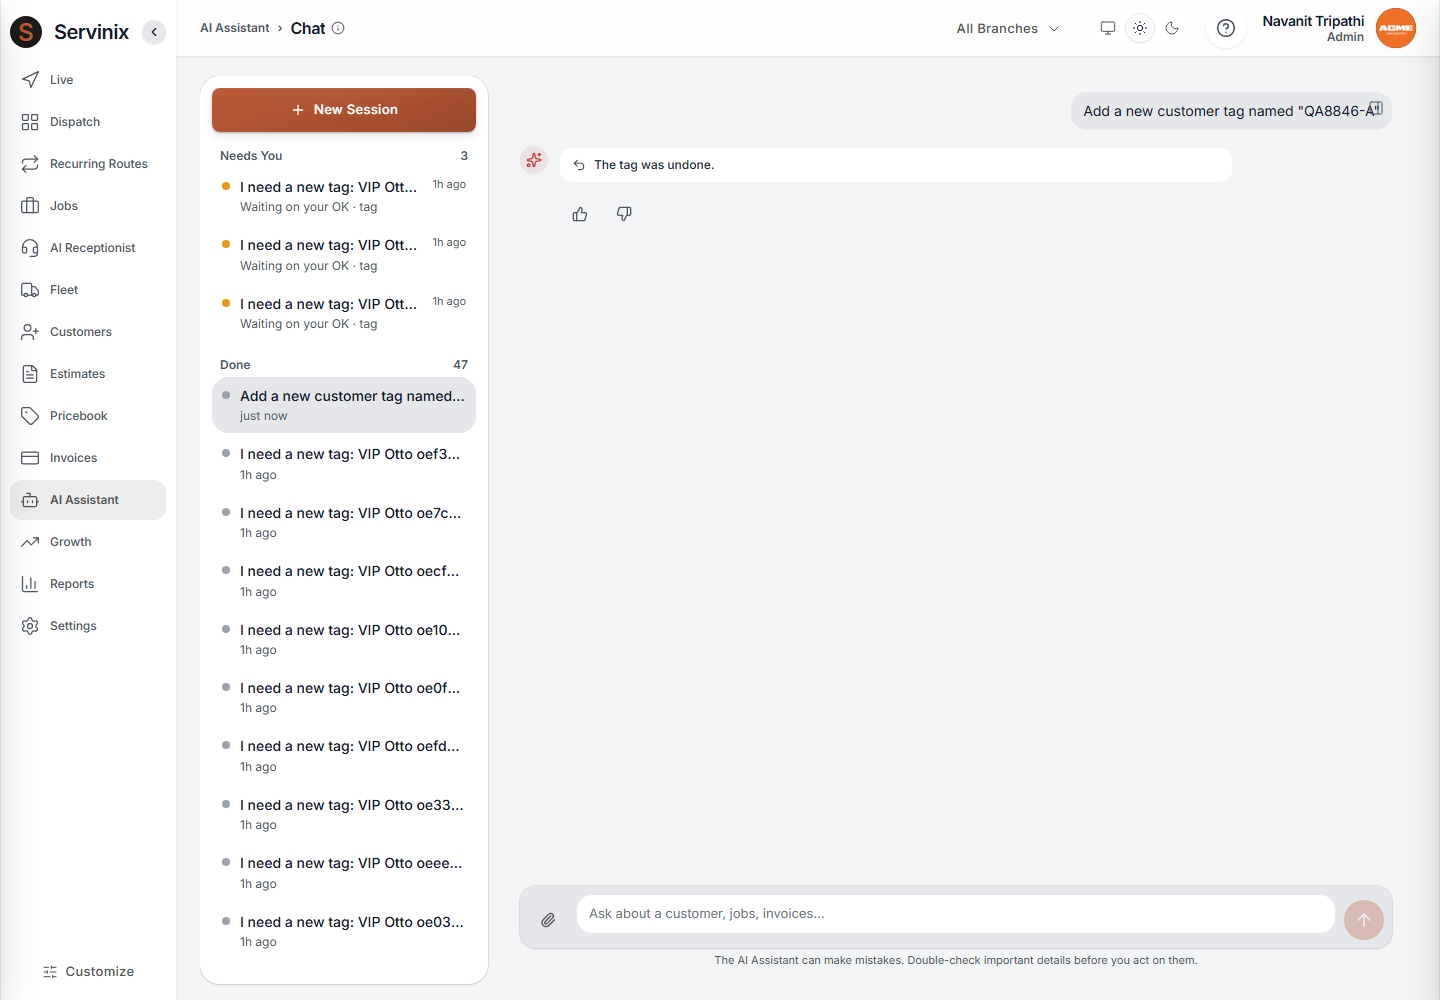 S Servinix
AI Assistant › Chat
All Branches
Navanit Tripathi
Admin
ACME
Live
Dispatch
Recurring Routes
Jobs
AI Receptionist
Fleet
Customers
Estimates
Pricebook
Invoices
AI Assistant
Growth
Reports
Settings
Customize
+ New Session
Needs You 3
I need a new tag: VIP Ott... 1h ago
Waiting on your OK · tag
I need a new tag: VIP Ott... 1h ago
Waiting on your OK · tag
I need a new tag: VIP Ott... 1h ago
Waiting on your OK · tag
Done 47
Add a new customer tag named...
just now
I need a new tag: VIP Otto oef3...
1h ago
I need a new tag: VIP Otto oe7c...
1h ago
I need a new tag: VIP Otto oecf...
1h ago
I need a new tag: VIP Otto oe10...
1h ago
I need a new tag: VIP Otto oe0f...
1h ago
I need a new tag: VIP Otto oefd...
1h ago
I need a new tag: VIP Otto oe33...
1h ago
I need a new tag: VIP Otto oeee...
1h ago
I need a new tag: VIP Otto oe03...
1h ago
Add a new customer tag named "QA8846-A"
The tag was undone.
Ask about a customer, jobs, invoices...
The AI Assistant can make mistakes. Double-check important details before you act on them.